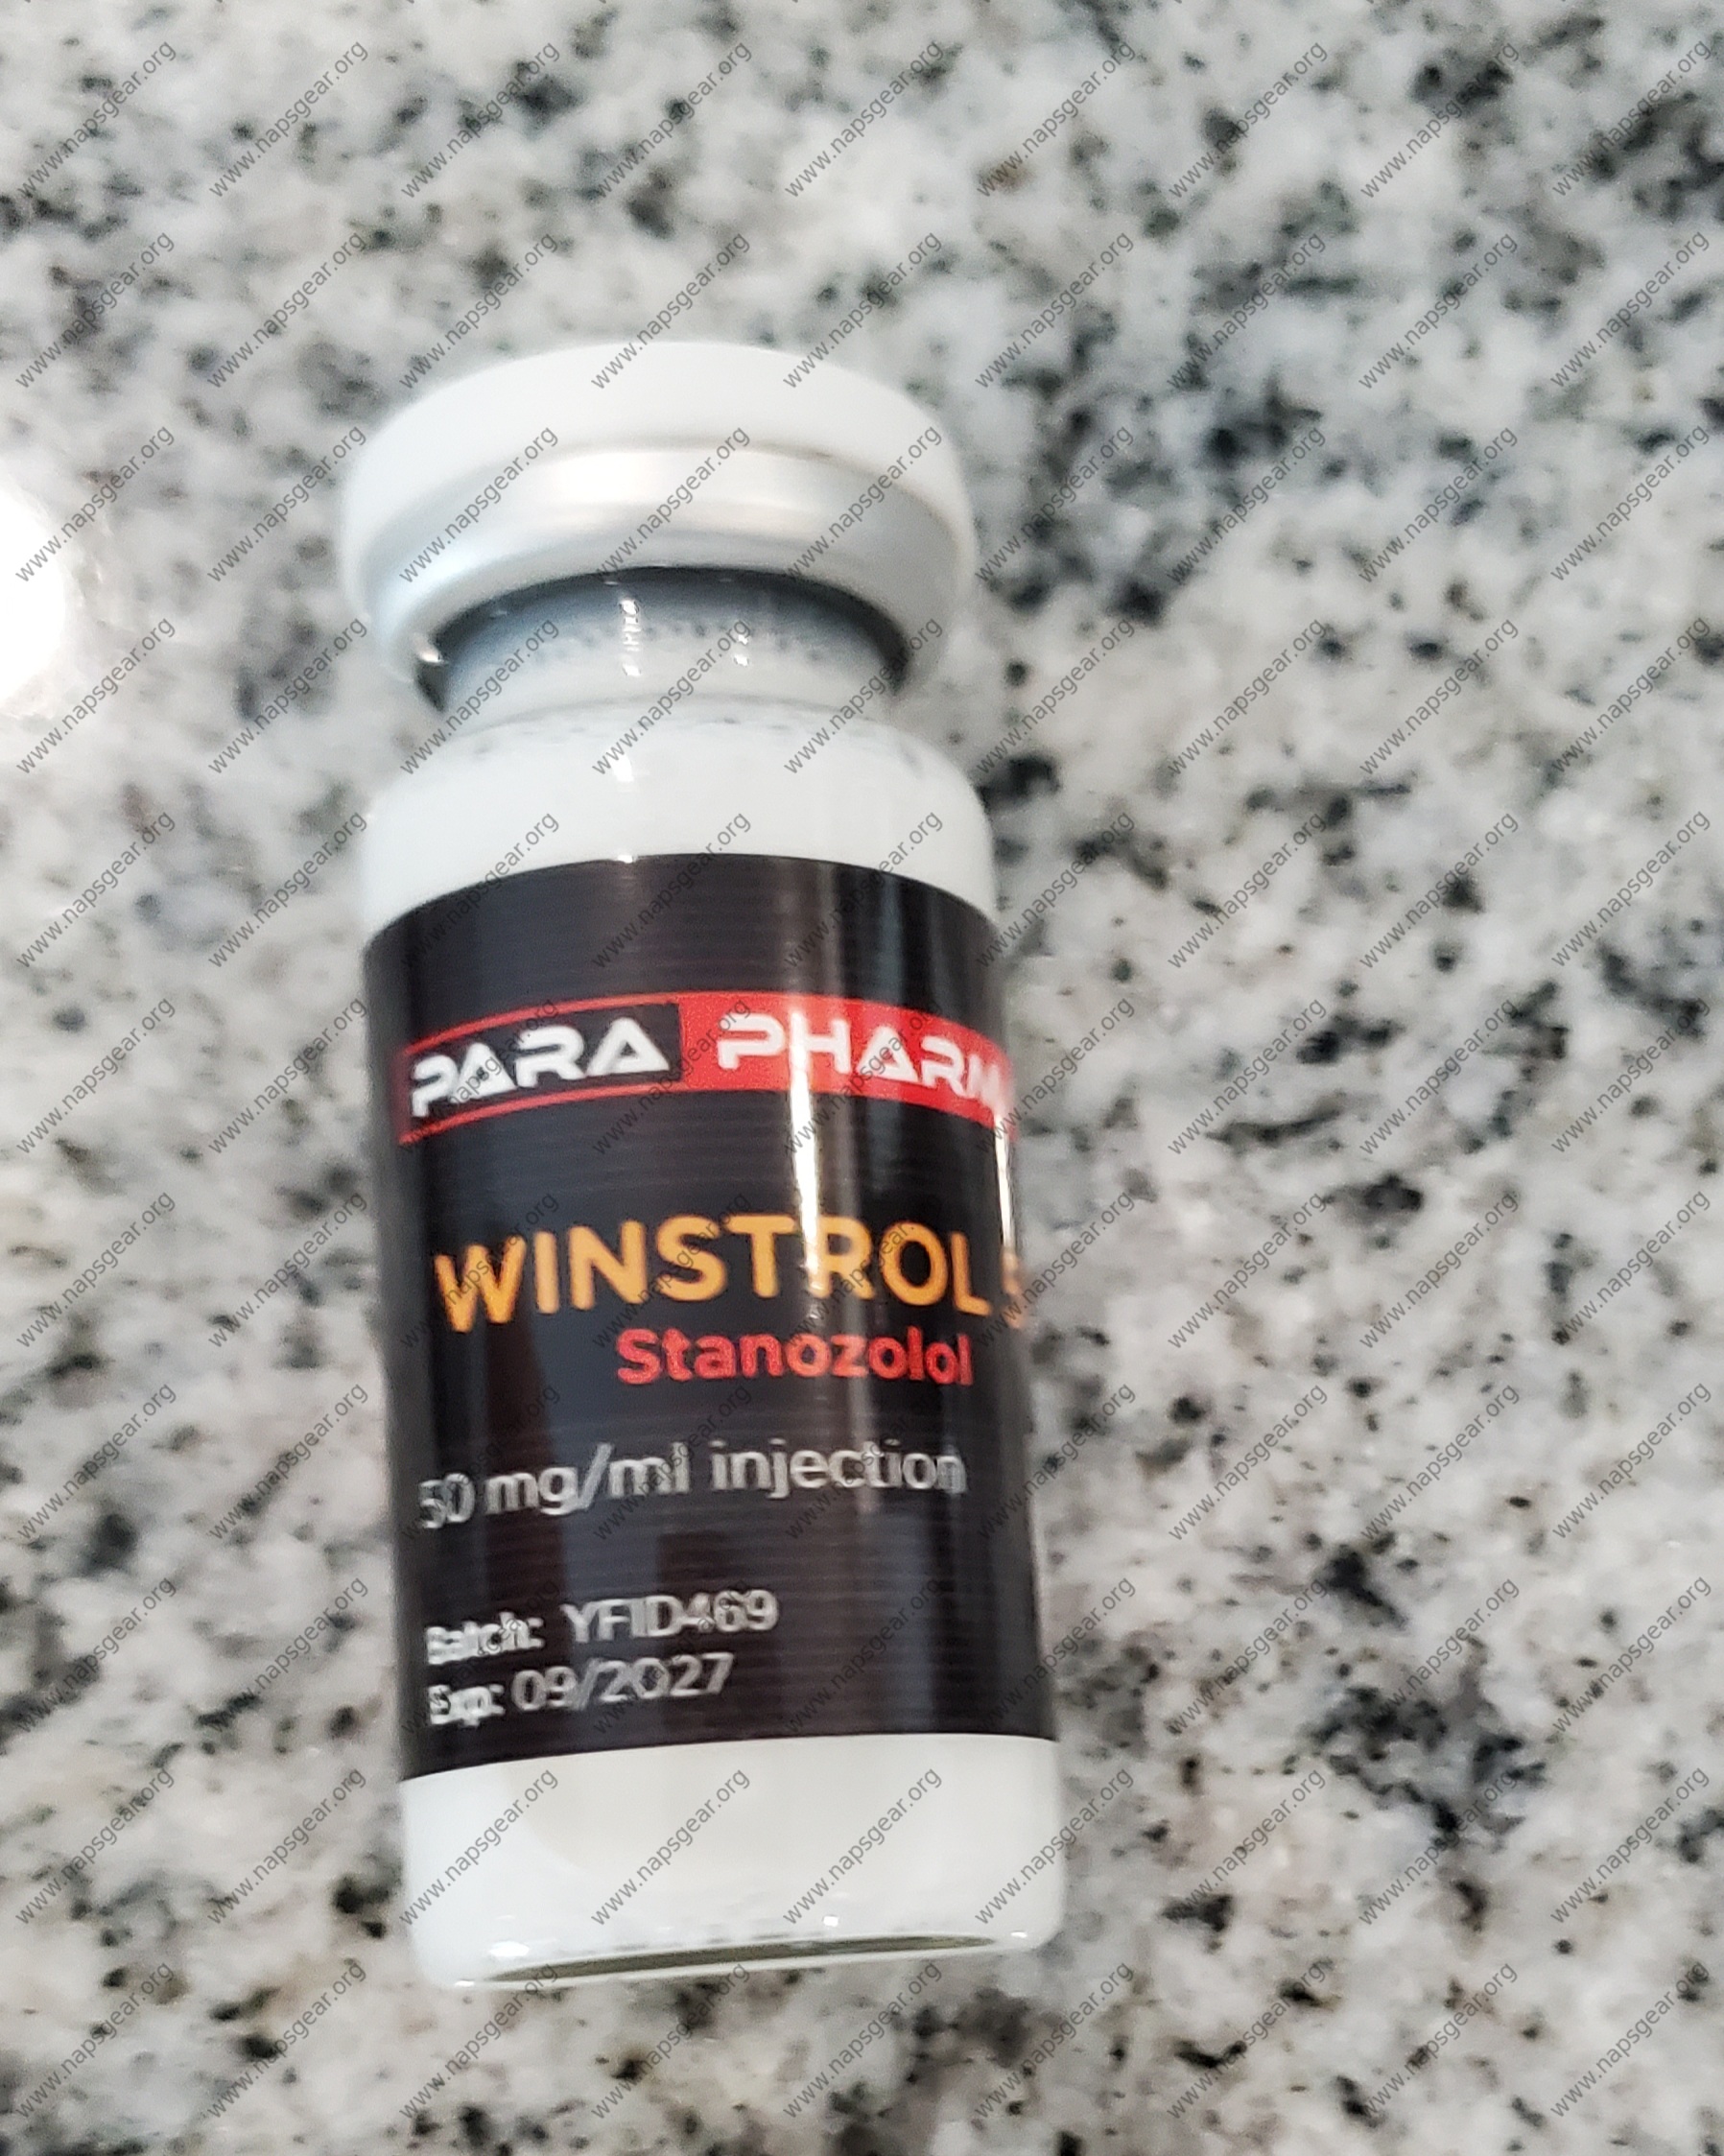 PARA PHARM
WINSTROL
Stanozolol
50 mg/ml injection
Batch: YFID469
Exp: 09/2027
www.napsgear.org